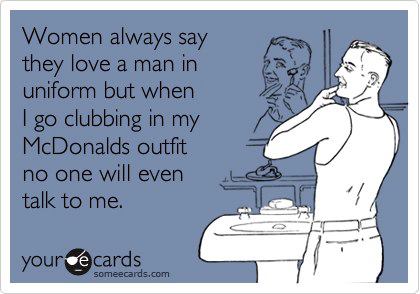 Women always say
they love a man in
uniform but when
I go clubbing in my
McDonalds outfit
no one will even
talk to me.
your e cards
someecards.com